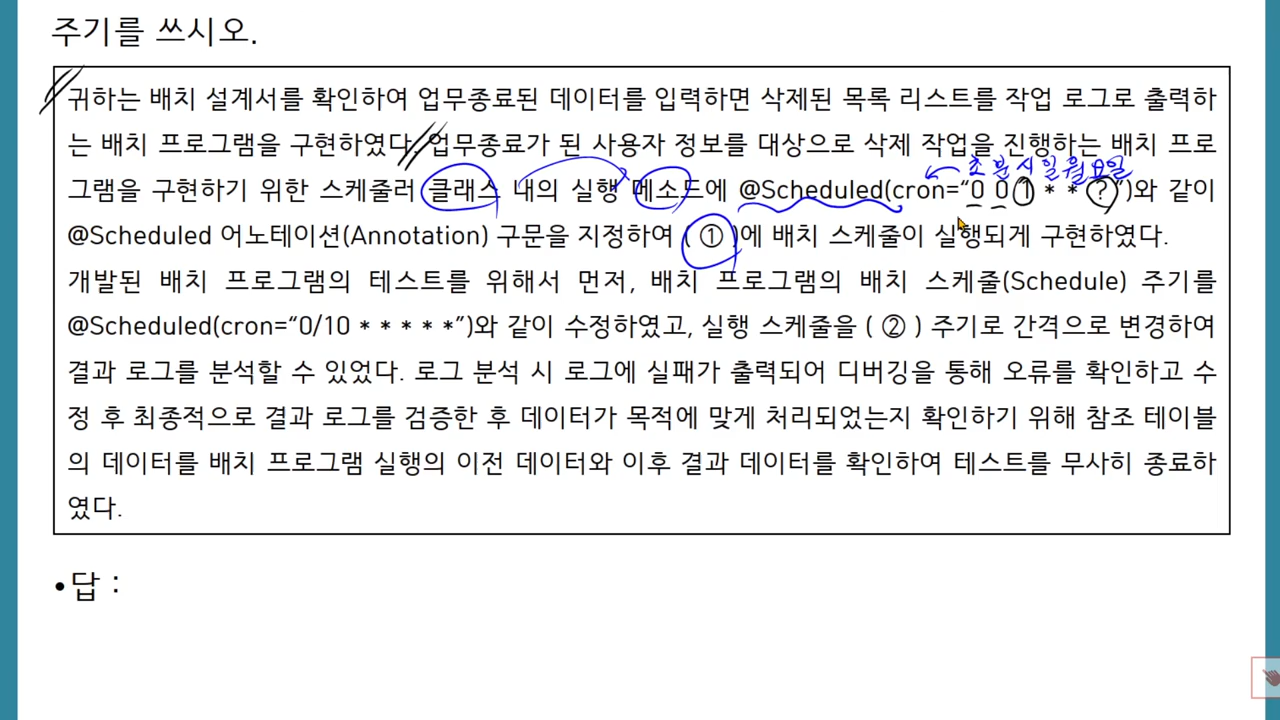 주기를 쓰시오.
귀하는 배치 설계서를 확인하여 업무종료된 데이터를 입력하면 삭제된 목록 리스트를 작업 로그로 출력하
는 배치 프로그램을 구현하였다. 업무종료가 된 사용자 정보를 대상으로 삭제 작업을 진행하는 배치 프로
초 분 시 일 월 요일
그램을 구현하기 위한 스케줄러 클래스 내의 실행 메소드에 @Scheduled(cron=“0 0 1 * * ?”)와 같이
@Scheduled 어노테이션(Annotation) 구문을 지정하여 ( ① )에 배치 스케줄이 실행되게 구현하였다.
개발된 배치 프로그램의 테스트를 위해서 먼저, 배치 프로그램의 배치 스케줄(Schedule) 주기를
@Scheduled(cron=“0/10 * * * * *”)와 같이 수정하였고, 실행 스케줄을 ( ② ) 주기로 간격으로 변경하여
결과 로그를 분석할 수 있었다. 로그 분석 시 로그에 실패가 출력되어 디버깅을 통해 오류를 확인하고 수
정 후 최종적으로 결과 로그를 검증한 후 데이터가 목적에 맞게 처리되었는지 확인하기 위해 참조 테이블
의 데이터를 배치 프로그램 실행의 이전 데이터와 이후 결과 데이터를 확인하여 테스트를 무사히 종료하
였다.
•답 :